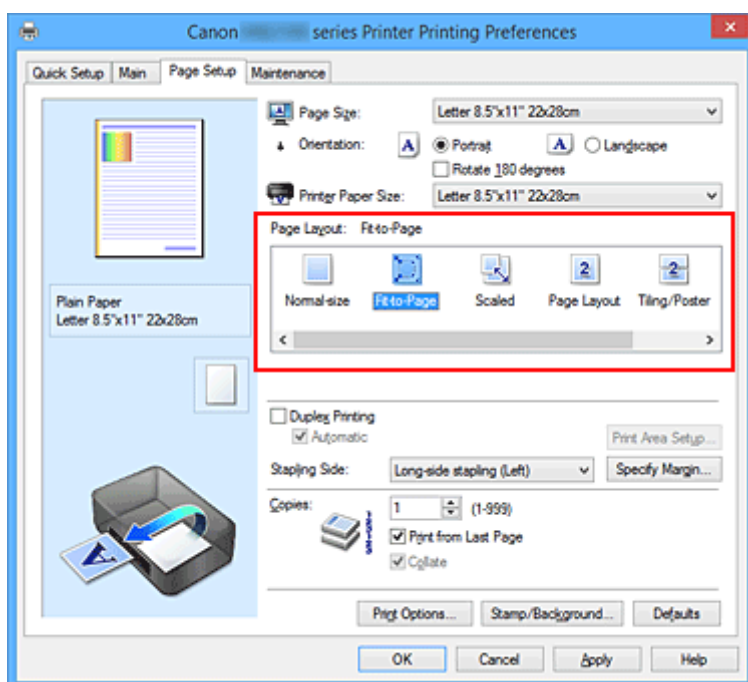 Canon series Printer Printing Preferences
Quick Setup Main Page Setup Maintenance
Page Size: Letter 8.5"x11" 22x28cm
Orientation: A Portrait A Landscape
Rotate 180 degrees
Printer Paper Size: Letter 8.5"x11" 22x28cm
Page Layout: Fit-to-Page
Normal-size Fit-to-Page Scaled Page Layout Tiling/Poster
Plain Paper
Letter 8.5"x11" 22x28cm
Duplex Printing
Automatic
Print Area Setup...
Stapling Side: Long-side stapling (Left) Specify Margin...
Copies: 1 (1-999)
Print from Last Page
Collate
Print Options... Stamp/Background... Defaults
OK Cancel Apply Help